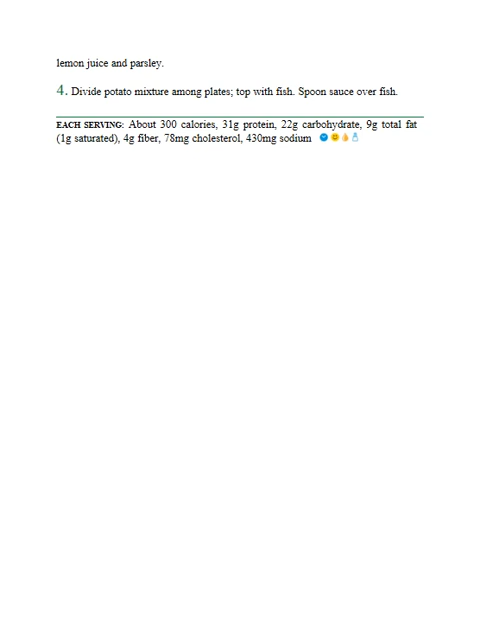 lemon juice and parsley.
4. Divide potato mixture among plates; top with fish. Spoon sauce over fish.
EACH SERVING: About 300 calories, 31g protein, 22g carbohydrate, 9g total fat
(1g saturated), 4g fiber, 78mg cholesterol, 430mg sodium